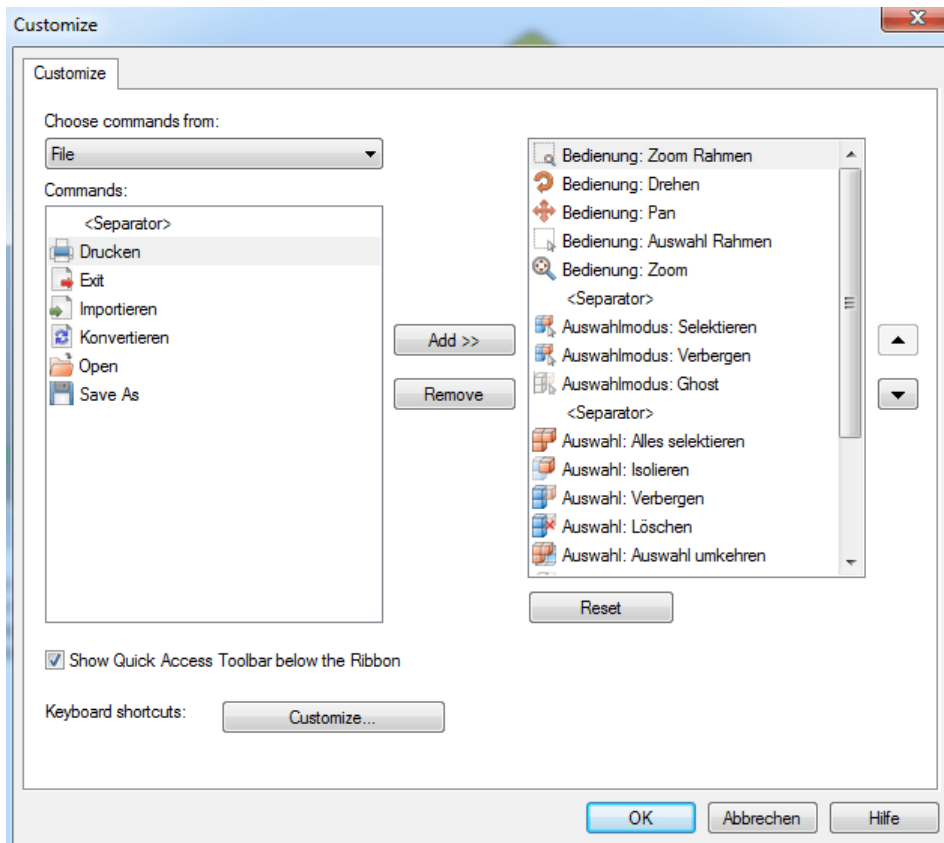 Customize
Customize
Choose commands from:
File
Commands:
<Separator>
Drucken
Exit
Importieren
Konvertieren
Open
Save As
Add >>
Remove
Bedienung: Zoom Rahmen
Bedienung: Drehen
Bedienung: Pan
Bedienung: Auswahl Rahmen
Bedienung: Zoom
<Separator>
Auswahlmodus: Selektieren
Auswahlmodus: Verbergen
Auswahlmodus: Ghost
<Separator>
Auswahl: Alles selektieren
Auswahl: Isolieren
Auswahl: Verbergen
Auswahl: Löschen
Auswahl: Auswahl umkehren
Reset
Show Quick Access Toolbar below the Ribbon
Keyboard shortcuts:
Customize...
OK
Abbrechen
Hilfe